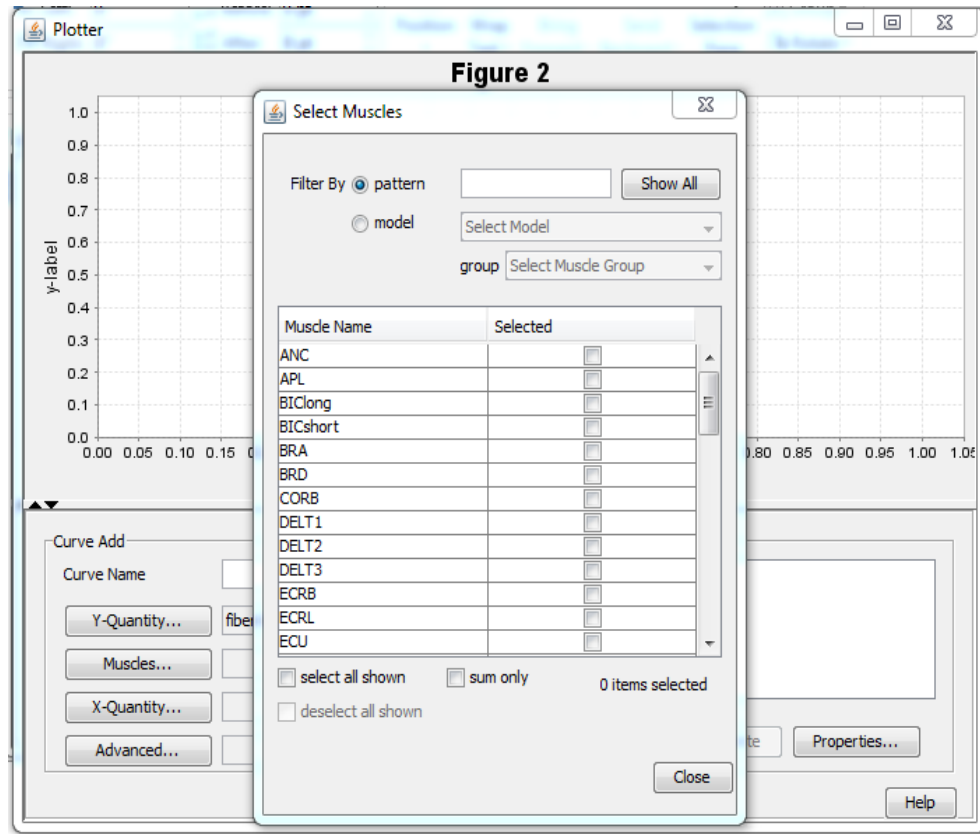 Plotter
Figure 2
Select Muscles
Filter By pattern Show All
model Select Model
group Select Muscle Group
Muscle Name Selected
ANC
APL
BIClong
BICshort
BRA
BRD
CORB
DELT1
DELT2
DELT3
ECRB
ECRL
ECU
select all shown sum only 0 items selected
deselect all shown
Close
y-label
1.0
0.9
0.8
0.7
0.6
0.5
0.4
0.3
0.2
0.1
0.0
0.00 0.05 0.10 0.15 0.80 0.85 0.90 0.95 1.00 1.05
Curve Add
Curve Name
Y-Quantity... fiber
Muscles...
X-Quantity...
Advanced... Properties...
Help